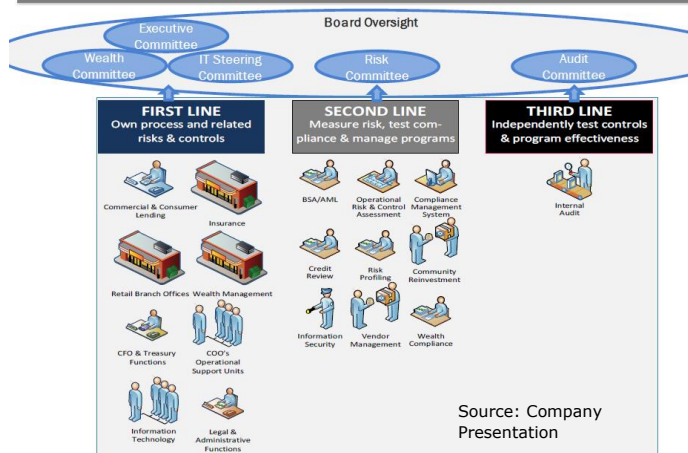 Board Oversight
Executive
Committee
Wealth
Committee
IT Steering
Committee
Risk
Committee
Audit
Committee
FIRST LINE
Own process and related
risks & controls
SECOND LINE
Measure risk, test com-
pliance & manage programs
THIRD LINE
Independently test controls
& program effectiveness
Commercial & Consumer
Lending
Insurance
Retail Branch Offices
Wealth Management
CFO & Treasury
Functions
COO's
Operational
Support Units
Information
Technology
Legal &
Administrative
Functions
BSA/AML
Operational
Risk & Control
Assessment
Compliance
Management
System
Credit
Review
Risk
Profiling
Community
Reinvestment
Information
Security
Vendor
Management
Wealth
Compliance
Internal
Audit
Source: Company
Presentation